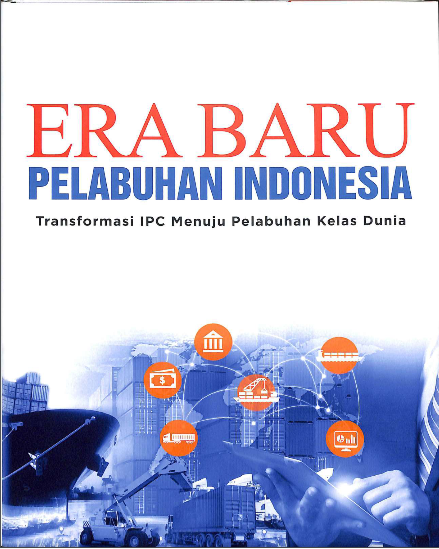 ERA BARU
PELABUHAN INDONESIA
Transformasi IPC Menuju Pelabuhan Kelas Dunia
$